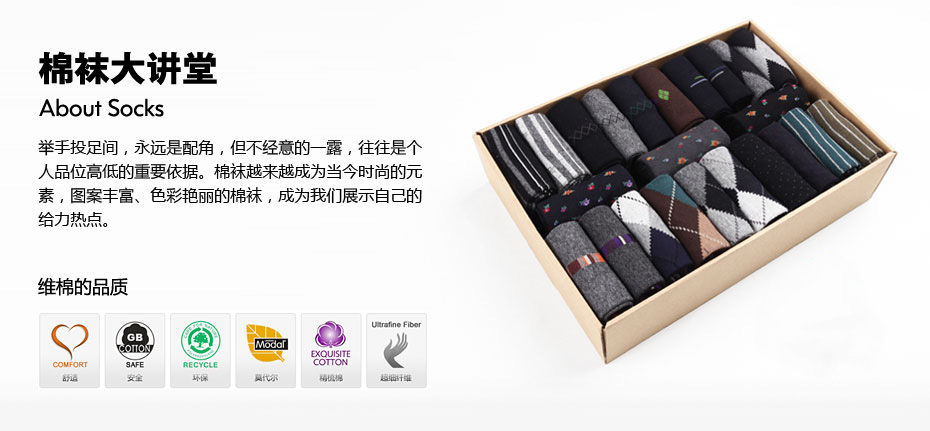 棉袜大讲堂
About Socks
举手投足间，永远是配角，但不经意的一露，往往是个
人品位高低的重要依据。棉袜越来越成为当今时尚的元
素，图案丰富、色彩艳丽的棉袜，成为我们展示自己的
给力热点。
维棉的品质
COMFORT
舒适
GB
COTTON
SAFE
安全
RECYCLE
环保
Modal
莫代尔
EXQUISITE
COTTON
精梳棉
Ultrafine Fiber
超细纤维